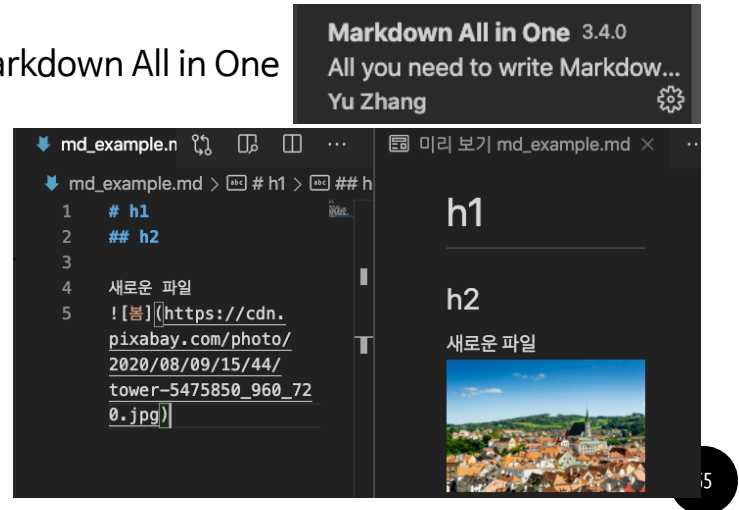 arkdown All in One
Markdown All in One 3.4.0
All you need to write Markdow...
Yu Zhang
md_example.n ...
md_example.md > # h1 > ## h
1 # h1
2 ## h2
3
4 새로운 파일
5 ![봄](https://cdn.
pixabay.com/photo/
2020/08/09/15/44/
tower-5475850_960_72
0.jpg)
미리 보기 md_example.md ×
h1
h2
새로운 파일